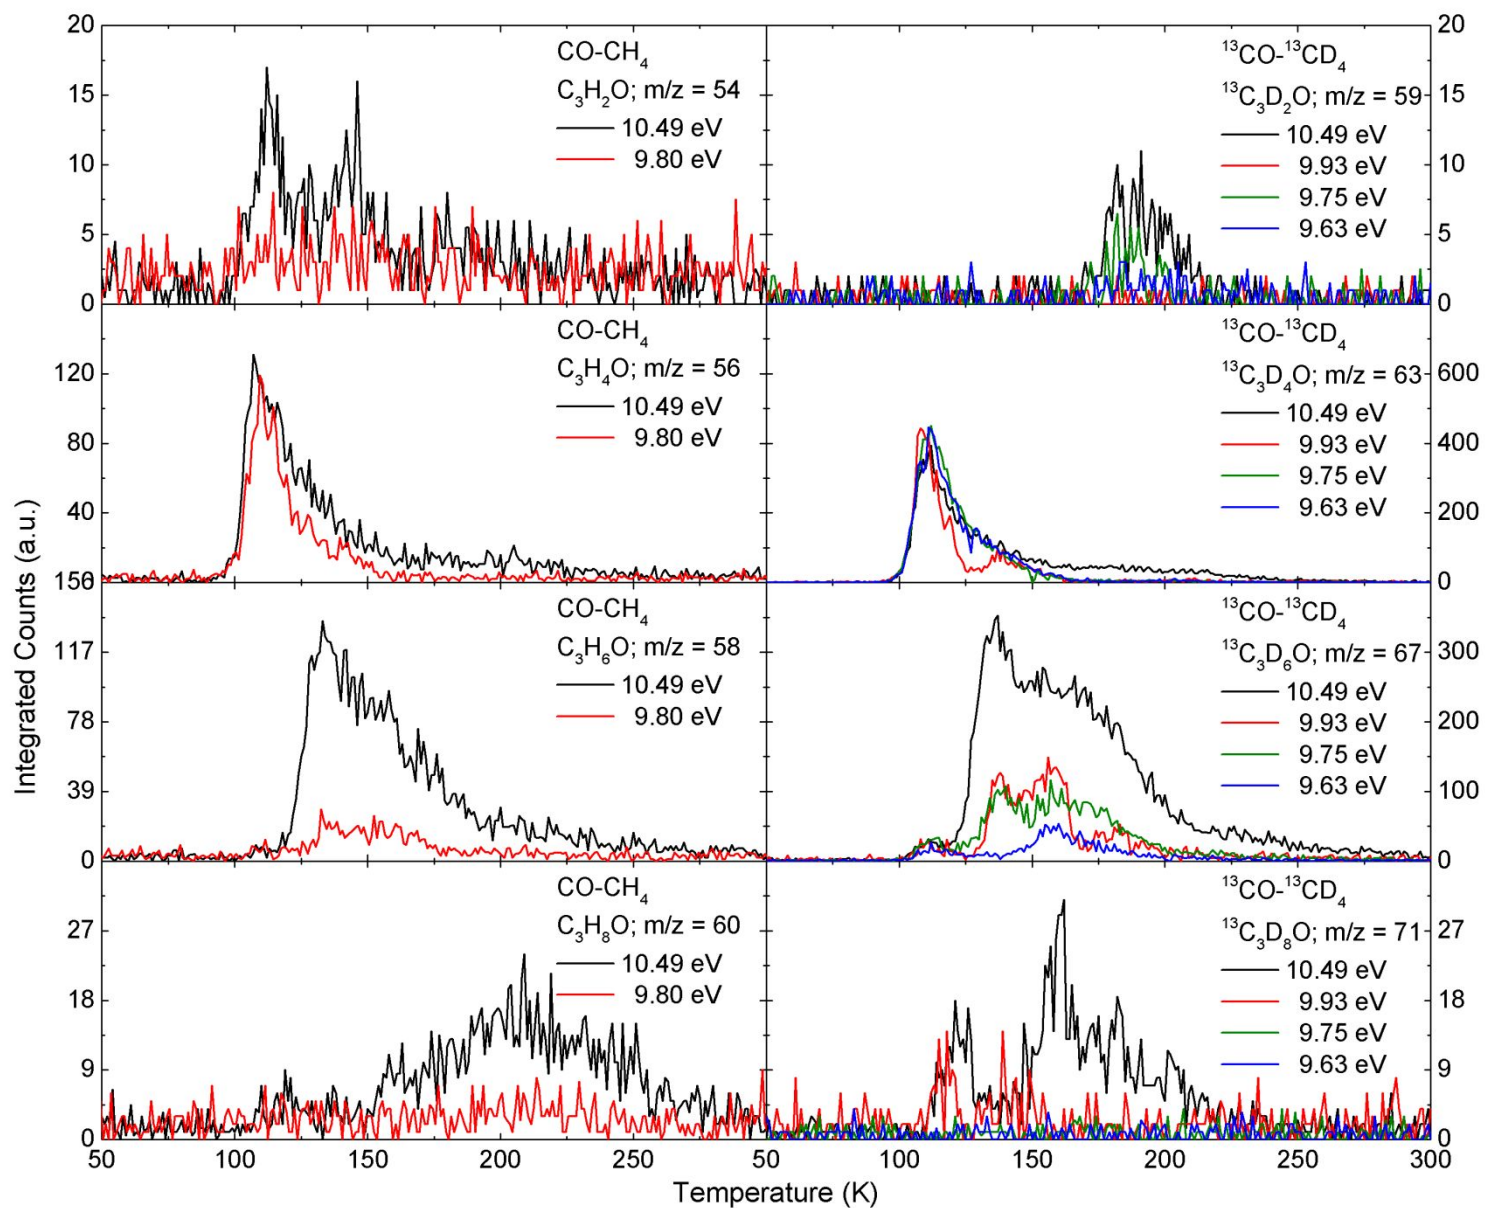 Integrated Counts (a.u.)
20
15
10
5
0
CO-CH₄
C₃H₂O; m/z = 54
10.49 eV
9.80 eV
¹³CO-¹³CD₄
¹³C₃D₂O; m/z = 59
10.49 eV
9.93 eV
9.75 eV
9.63 eV
20
15
10
5
0
120
80
40
CO-CH₄
C₃H₄O; m/z = 56
10.49 eV
9.80 eV
¹³CO-¹³CD₄
¹³C₃D₄O; m/z = 63
10.49 eV
9.93 eV
9.75 eV
9.63 eV
600
400
200
0
117
78
39
0
CO-CH₄
C₃H₆O; m/z = 58
10.49 eV
9.80 eV
¹³CO-¹³CD₄
¹³C₃D₆O; m/z = 67
10.49 eV
9.93 eV
9.75 eV
9.63 eV
300
200
100
0
27
18
9
0
CO-CH₄
C₃H₈O; m/z = 60
10.49 eV
9.80 eV
¹³CO-¹³CD₄
¹³C₃D₈O; m/z = 71
10.49 eV
9.93 eV
9.75 eV
9.63 eV
27
18
9
0
50 100 150 200 250 50 100 150 200 250 300
Temperature (K)